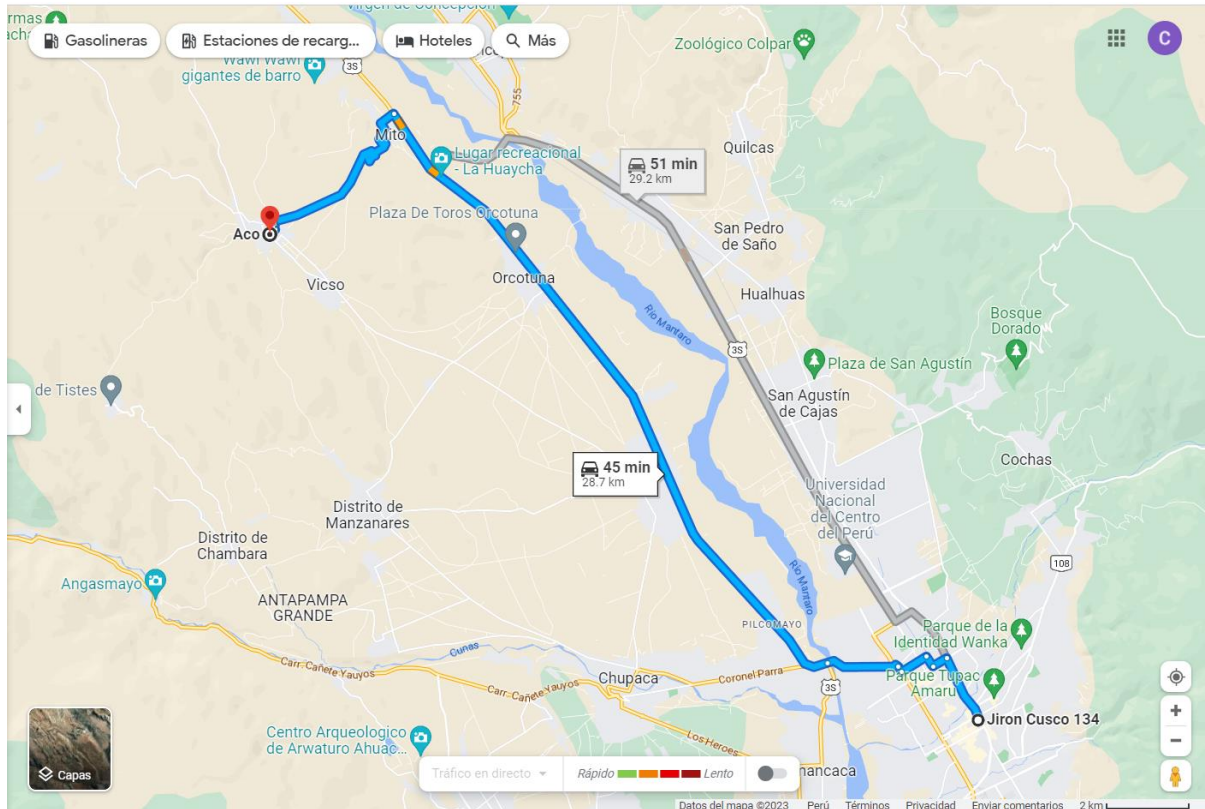 Virgen de Concepción
Gasolineras
Estaciones de recarg...
Hoteles
Más
Zoológico Colpar
C
Wawi Wawi
gigantes de barro
3S
755
Mito
Quilcas
51 min
29.2 km
Lugar recreacional
- La Huaycha
Plaza De Toros Orcotuna
San Pedro
de Saño
Aco
Vicso
Orcotuna
Hualhuas
Río Mantaro
Bosque
Dorado
3S
Plaza de San Agustín
de Tistes
San Agustín
de Cajas
45 min
28.7 km
Cochas
Universidad
Nacional
del Centro
del Perú
Distrito de
Manzanares
Distrito de
Chambara
Río Mantaro
108
Angasmayo
ANTAPAMPA
GRANDE
PILCOMAYO
Parque de la
Identidad Wanka
Cunas
Carr. Cañete Yauyos
Chupaca
Coronel Parra
Parque Tupac
Amaru
Carr. Cañete Yauyos
3S
Jiron Cusco 134
Centro Arqueologico
de Arwaturo Ahuac...
Los Heroes
Capas
Tráfico en directo
Rápido
Lento
Datos del mapa ©2023
Perú
Términos
Privacidad
Enviar comentarios
2 km